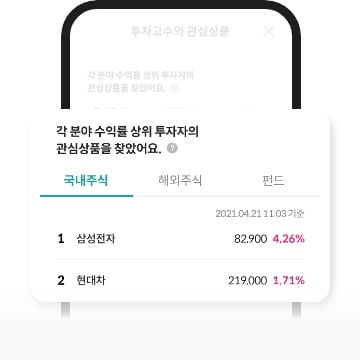 투자고수의 관심상품
각 분야 수익률 상위 투자자의
관심상품을 찾았어요.
각 분야 수익률 상위 투자자의
관심상품을 찾았어요. ?
국내주식 해외주식 펀드
2021.04.21 11:03 기준
1 삼성전자 82,900 4.26%
2 현대차 219,000 1.71%